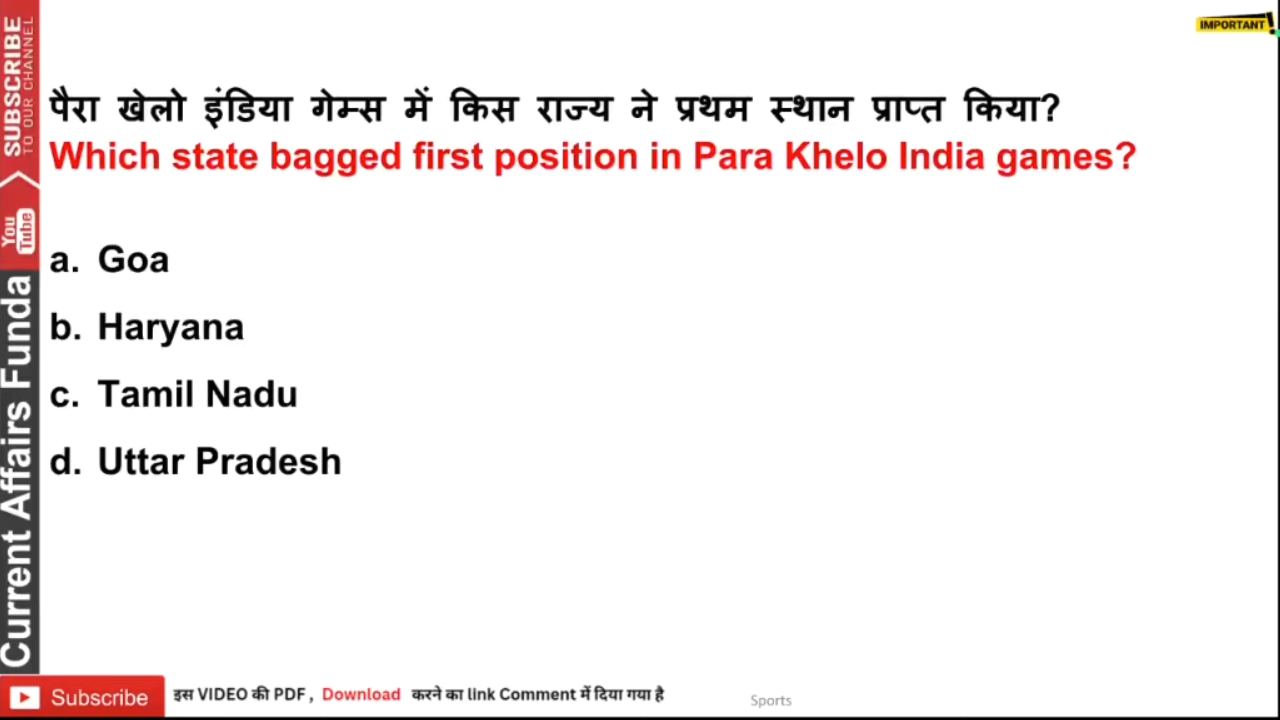 IMPORTANT!
पैरा खेलो इंडिया गेम्स में किस राज्य ने प्रथम स्थान प्राप्त किया?
Which state bagged first position in Para Khelo India games?
a. Goa
b. Haryana
c. Tamil Nadu
d. Uttar Pradesh
SUBSCRIBE
TO OUR CHANNEL
You
Tube
Current Affairs Funda
Subscribe
इस VIDEO की PDF , Download करने का link Comment में दिया गया है
Sports